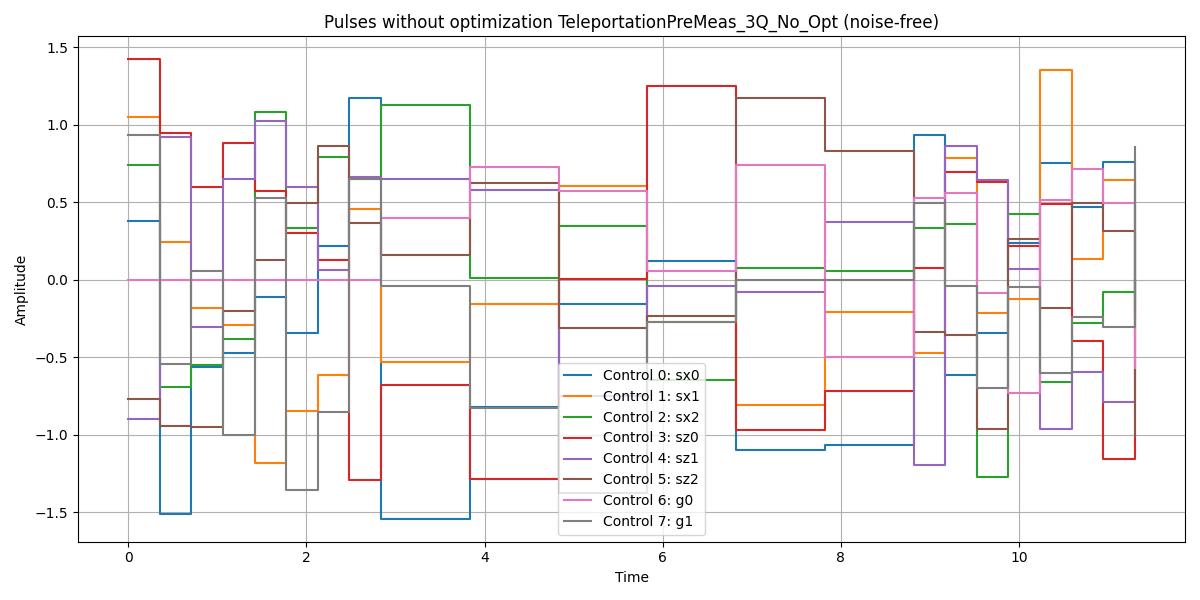 Pulses without optimization TeleportationPreMeas_3Q_No_Opt (noise-free)
1.5
1.0
0.5
0.0
−0.5
−1.0
−1.5
Amplitude
Control 0: sx0
Control 1: sx1
Control 2: sx2
Control 3: sz0
Control 4: sz1
Control 5: sz2
Control 6: g0
Control 7: g1
0 2 4 6 8 10
Time